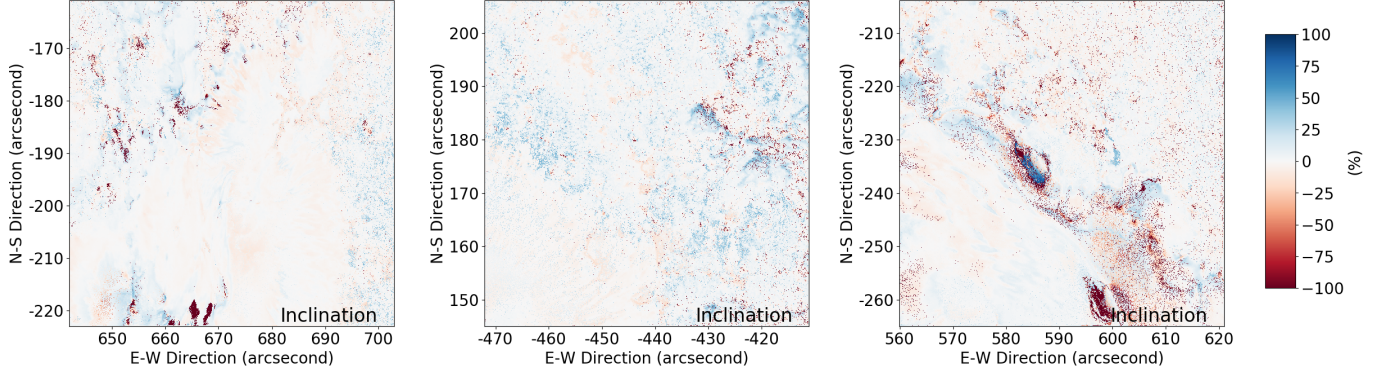 -170
-180
-190
-200
-210
-220
N-S Direction (arcsecond)
650 660 670 680 690 700
E-W Direction (arcsecond)
Inclination
200
190
180
170
160
150
N-S Direction (arcsecond)
-470 -460 -450 -440 -430 -420
E-W Direction (arcsecond)
Inclination
-210
-220
-230
-240
-250
-260
N-S Direction (arcsecond)
560 570 580 590 600 610 620
E-W Direction (arcsecond)
Inclination
100
75
50
25
0
−25
−50
−75
−100
(%)